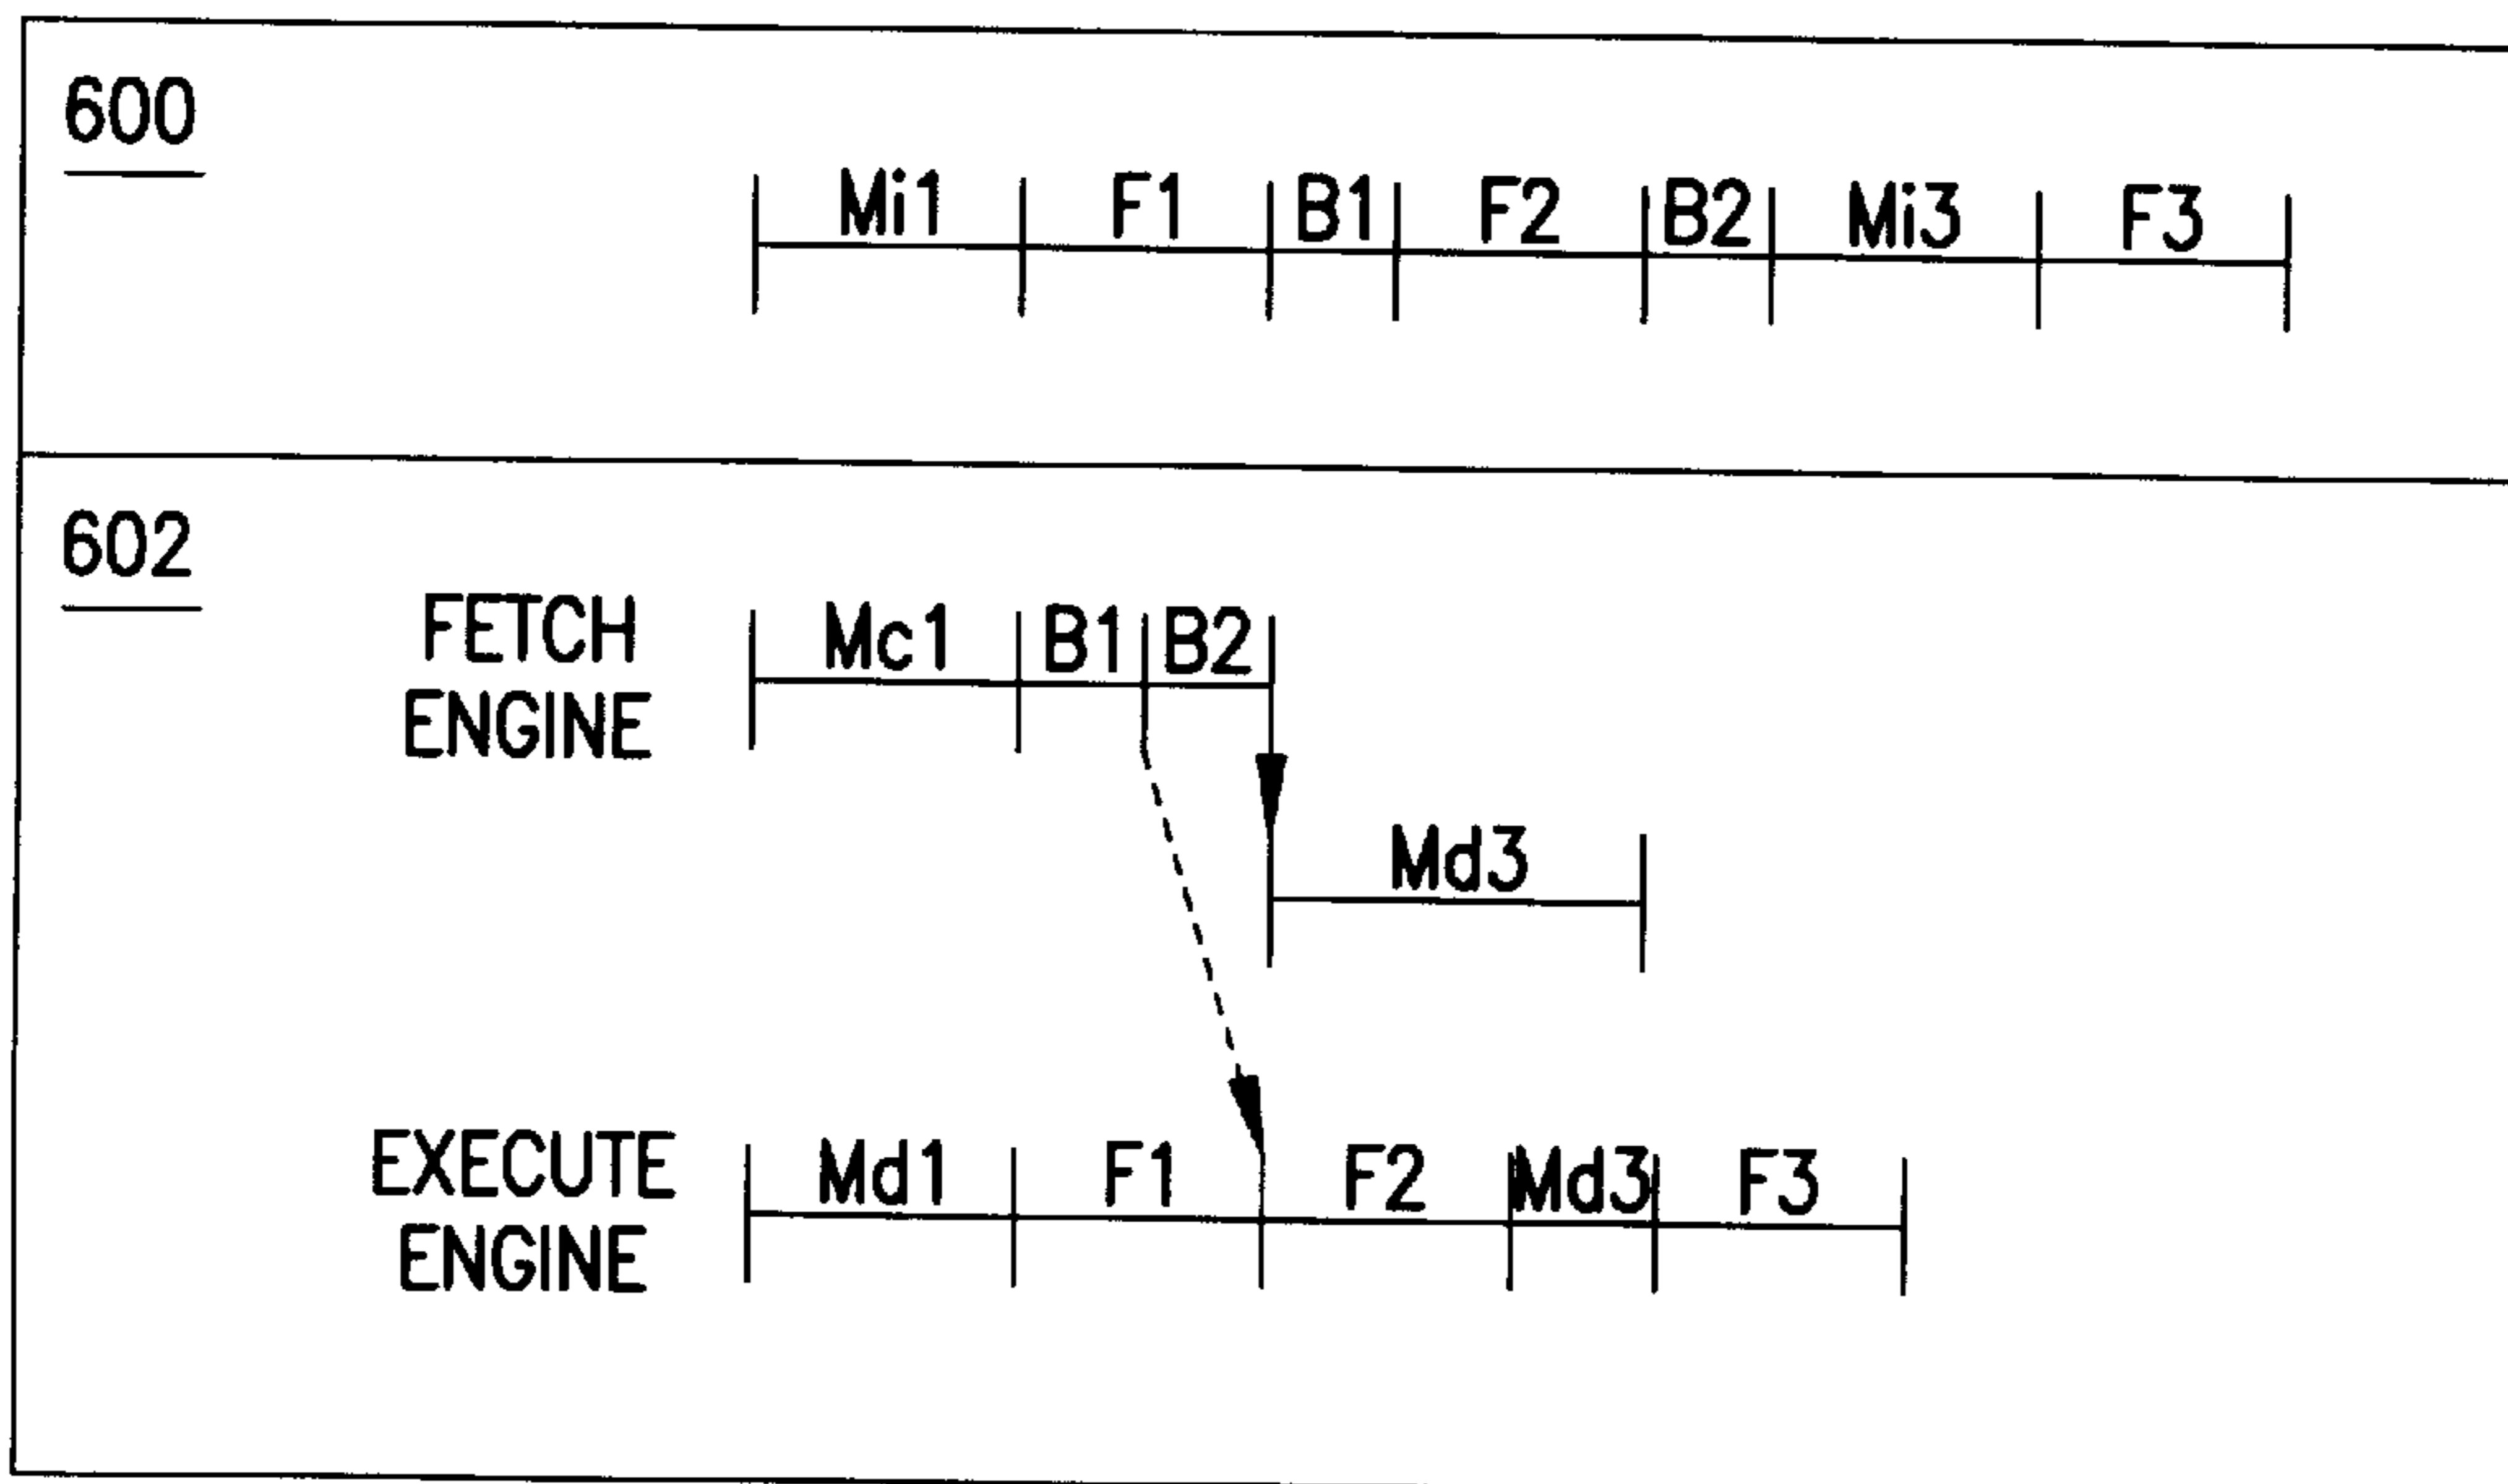 600
Mi1 F1 B1 F2 B2 Mi3 F3
602
FETCH
ENGINE
Mc1 B1 B2
Md3
EXECUTE
ENGINE
Md1 F1 F2 Md3 F3